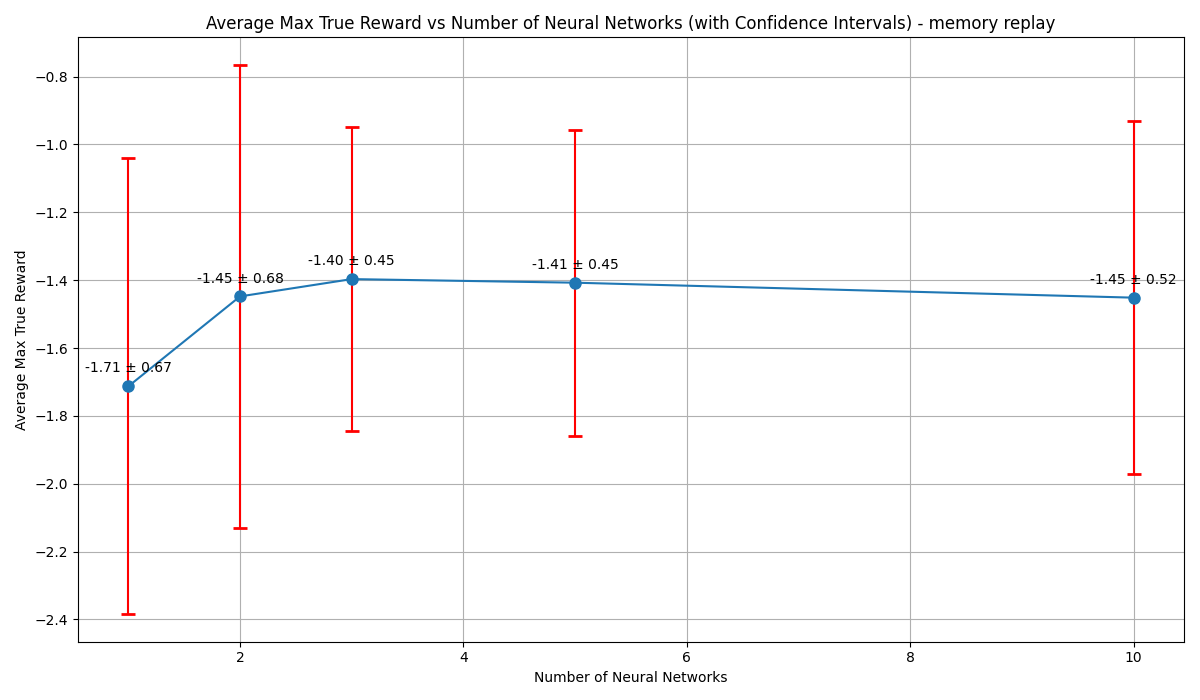 Average Max True Reward vs Number of Neural Networks (with Confidence Intervals) - memory replay
Average Max True Reward
−0.8
−1.0
−1.2
−1.4
−1.6
−1.8
−2.0
−2.2
−2.4
-1.71 ± 0.67
-1.45 ± 0.68
-1.40 ± 0.45
-1.41 ± 0.45
-1.45 ± 0.52
2
4
6
8
10
Number of Neural Networks